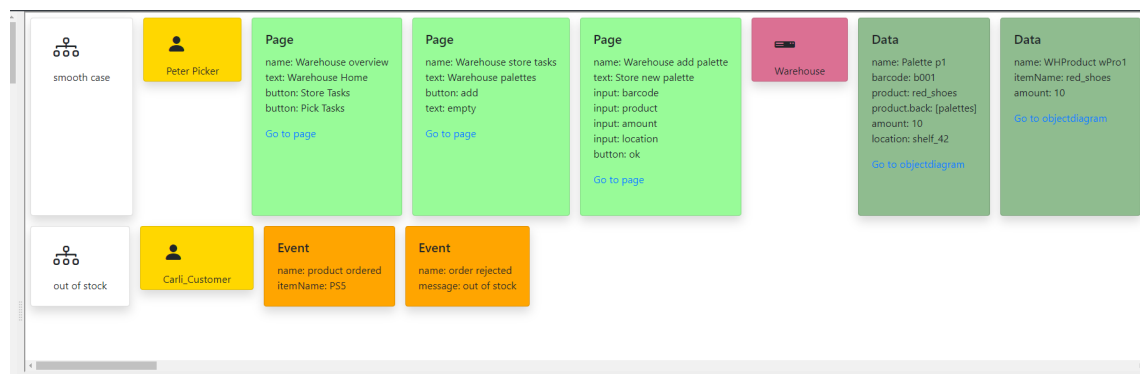 smooth case
Peter Picker
Page
name: Warehouse overview
text: Warehouse Home
button: Store Tasks
button: Pick Tasks
Go to page
Page
name: Warehouse store tasks
text: Warehouse palettes
button: add
text: empty
Go to page
Page
name: Warehouse add palette
text: Store new palette
input: barcode
input: product
input: amount
input: location
button: ok
Go to page
Warehouse
Data
name: Palette p1
barcode: b001
product: red_shoes
product.back: [palettes]
amount: 10
location: shelf_42
Go to objectdiagram
Data
name: WHProduct wPro1
itemName: red_shoes
amount: 10
Go to objectdiagram
out of stock
Carli_Customer
Event
name: product ordered
itemName: PS5
Event
name: order rejected
message: out of stock